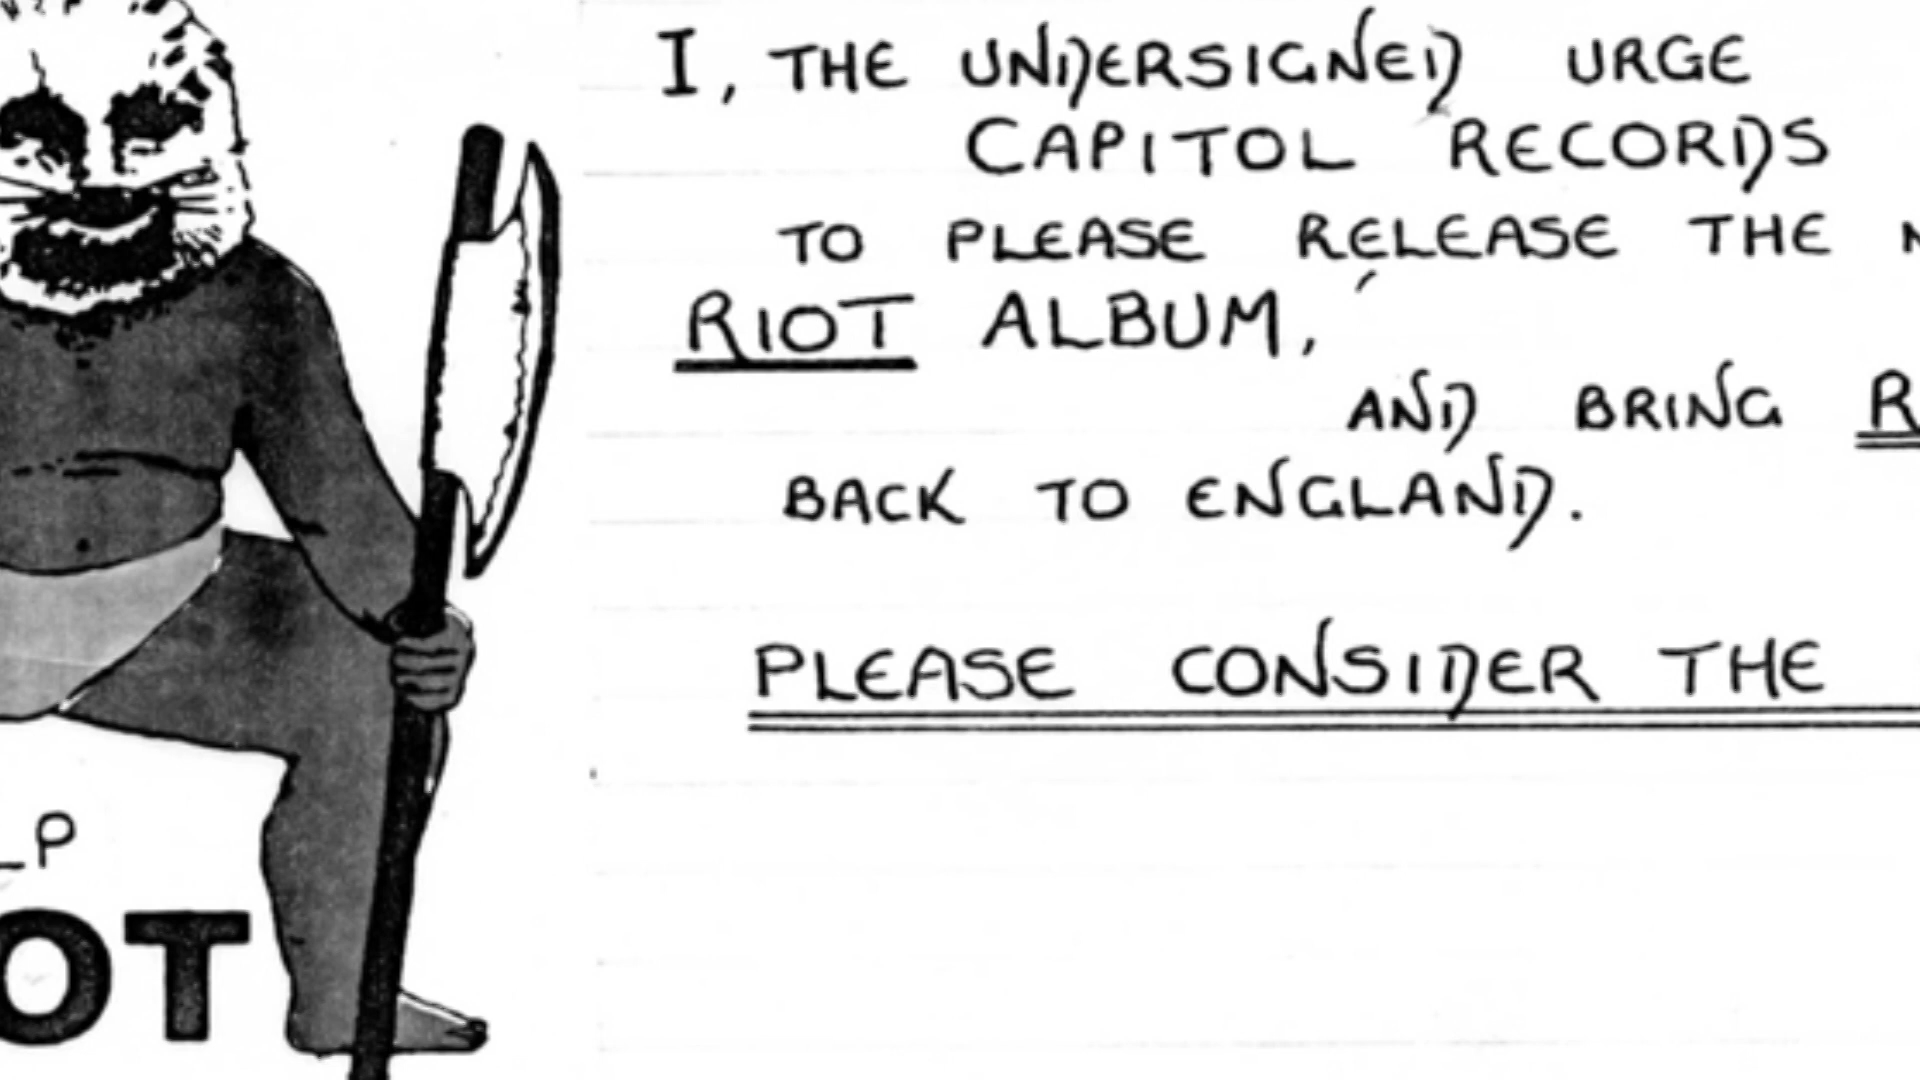 I, THE UNDERSIGNED URGE
CAPITOL RECORDS
TO PLEASE RELEASE THE
RIOT ALBUM,
AND BRING
BACK TO ENGLAND.
PLEASE CONSIDER THE
LP
OT